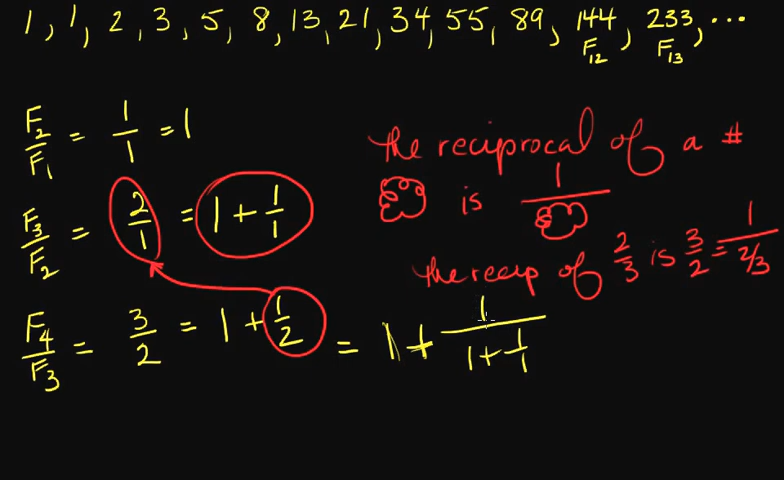 1, 1, 2, 3, 5, 8, 13, 21, 34, 55, 89, 144, 233, ...
F₁₂ F₁₃
F₂/F₁ = 1/1 = 1
the reciprocal of a #
is 1/
F₃/F₂ = 2/1 = 1 + 1/1
the recip of 2/3 is 3/2 = 1/(2/3)
F₄/F₃ = 3/2 = 1 + 1/2 = 1 + 1/(1 + 1/1)